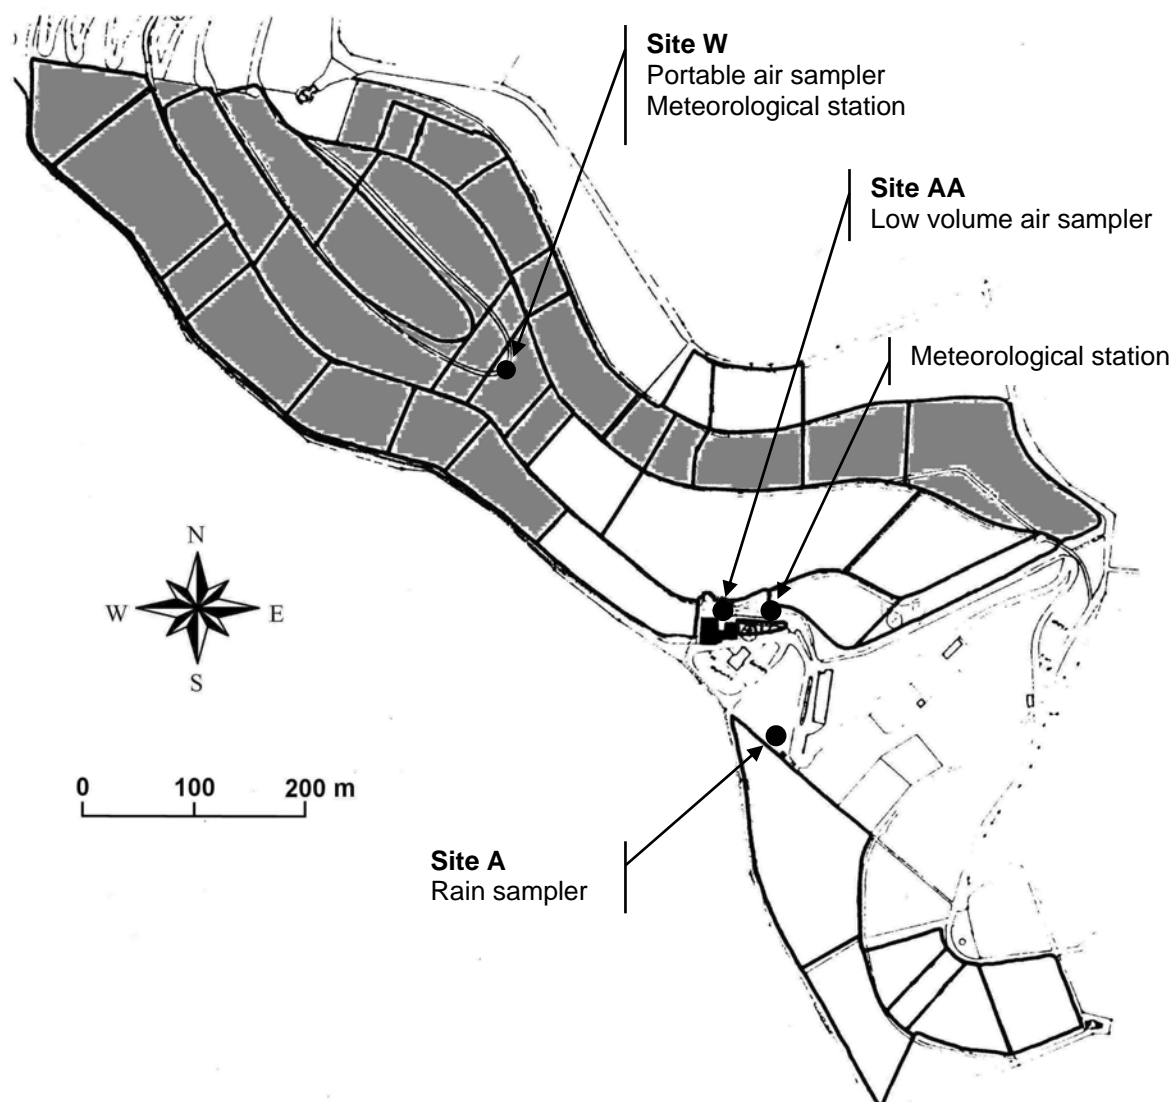 Site W
Portable air sampler
Meteorological station
Site AA
Low volume air sampler
Meteorological station
N
W E
S
0 100 200 m
Site A
Rain sampler